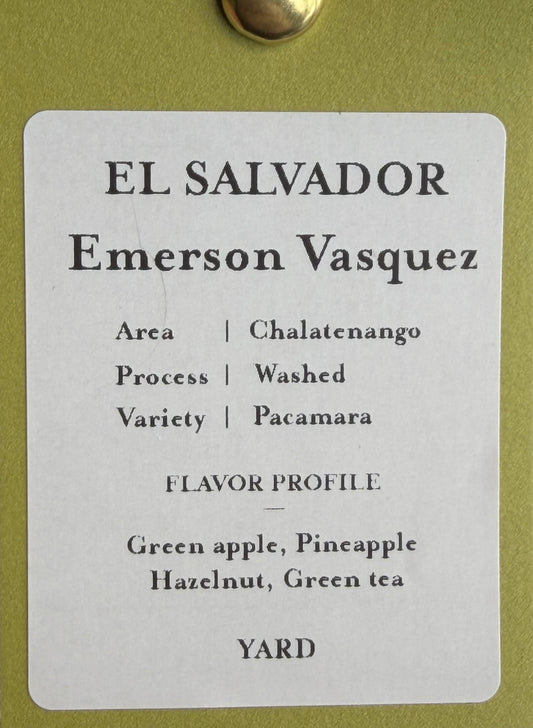 EL SALVADOR
Emerson Vasquez
Area | Chalatenango
Process | Washed
Variety | Pacamara
FLAVOR PROFILE
Green apple, Pineapple
Hazelnut, Green tea
YARD